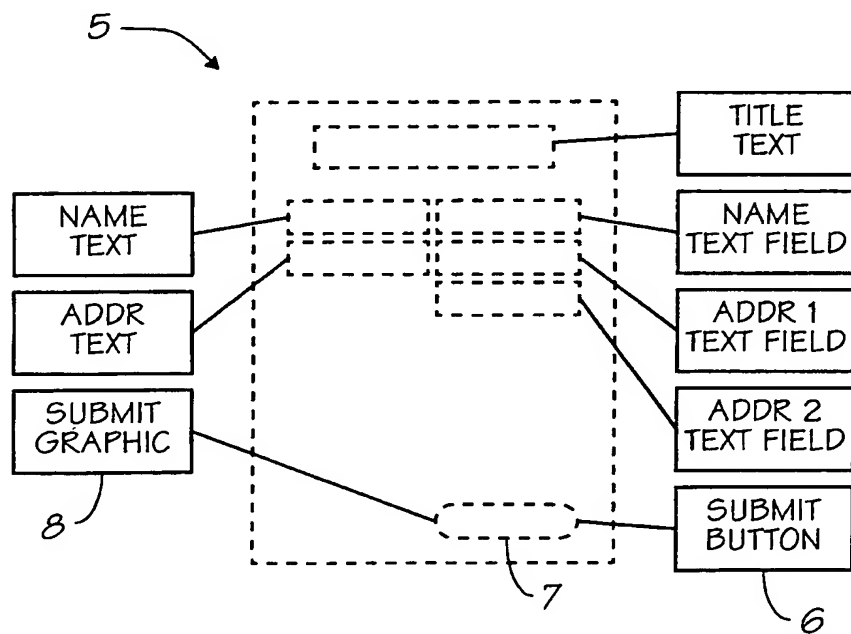 5
TITLE
TEXT
NAME
TEXT
NAME
TEXT FIELD
ADDR
TEXT
ADDR 1
TEXT FIELD
SUBMIT
GRAPHIC
ADDR 2
TEXT FIELD
8
SUBMIT
BUTTON
7
6